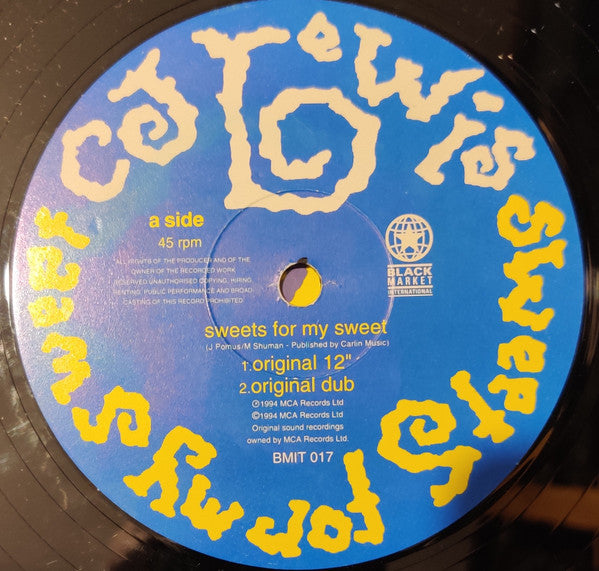 CJ Lewis
sweets for my sweet
a side
45 rpm
ALL RIGHTS OF THE PRODUCER AND OF THE
OWNER OF THE RECORDED WORK
RESERVED UNAUTHORISED COPYING, HIRING,
RENTING, PUBLIC PERFORMANCE AND BROAD-
CASTING OF THIS RECORD PROHIBITED
BLACK
MARKET
INTERNATIONAL
sweets for my sweet
(J Pomus/M Shuman - Published by Carlin Music)
1.original 12"
2.original dub
℗1994 MCA Records Ltd
©1994 MCA Records Ltd
Original sound recordings
owned by MCA Records Ltd.
BMIT 017